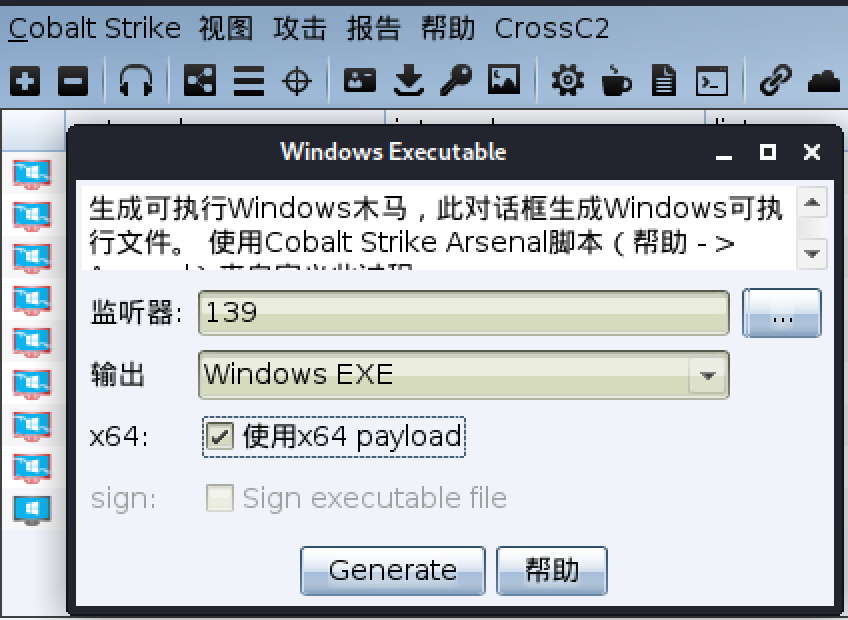 Cobalt Strike 视图 攻击 报告 帮助 CrossC2
Windows Executable
生成可执行Windows木马，此对话框生成Windows可执
行文件。 使用Cobalt Strike Arsenal脚本（帮助 ->
监听器: 139 ...
输出 Windows EXE
x64: 使用x64 payload
sign: Sign executable file
Generate 帮助